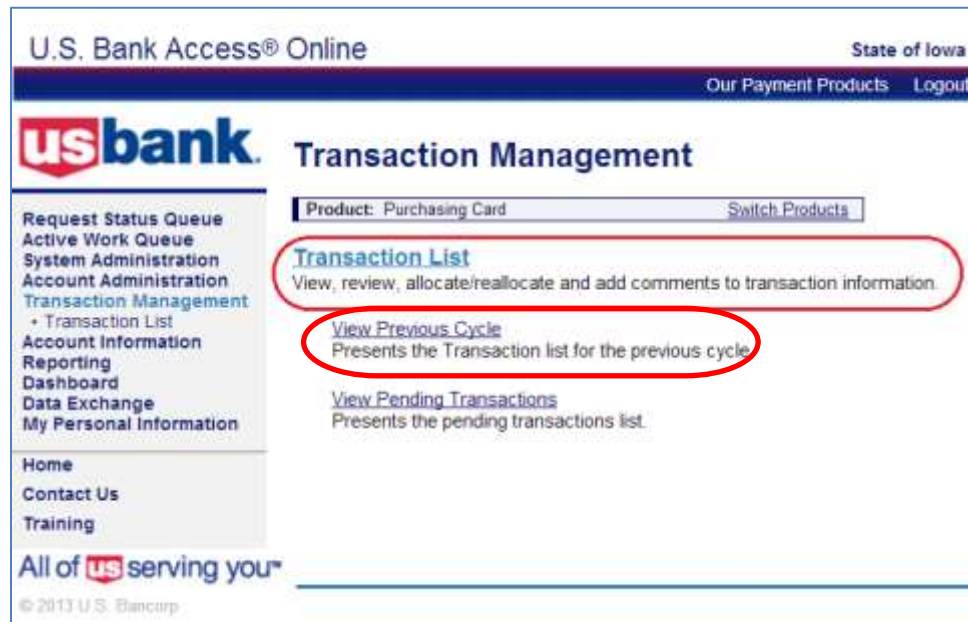 U.S. Bank Access® Online
State of Iowa
Our Payment Products Logout
usbank.
Transaction Management
Product: Purchasing Card Switch Products
Request Status Queue
Active Work Queue
System Administration
Account Administration
Transaction Management
• Transaction List
Account Information
Reporting
Dashboard
Data Exchange
My Personal Information
Home
Contact Us
Training
Transaction List
View, review, allocate/reallocate and add comments to transaction information.
View Previous Cycle
Presents the Transaction list for the previous cycle
View Pending Transactions
Presents the pending transactions list.
All of us serving you℠
© 2013 U.S. Bancorp